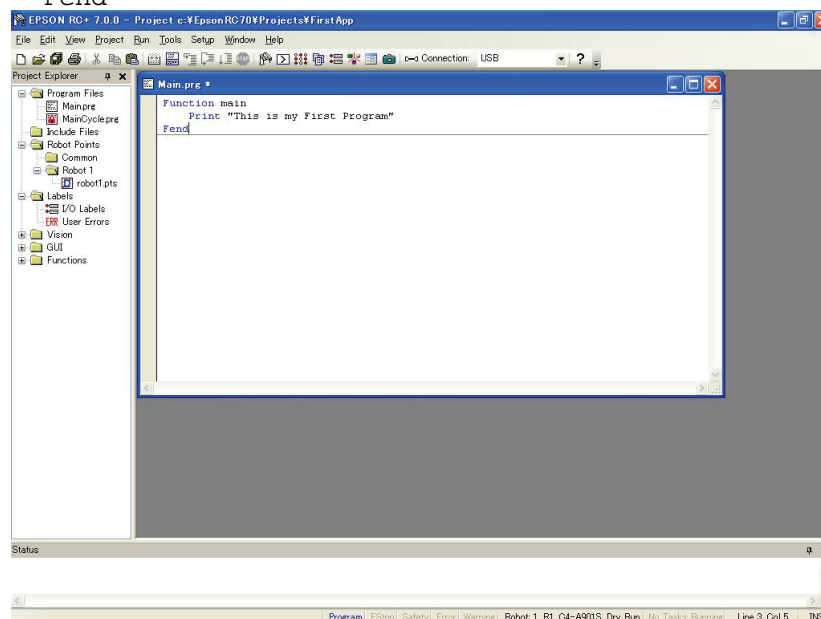 Fend
EPSON RC+ 7.0.0 - Project c:¥EpsonRC70¥Projects¥FirstApp
File Edit View Project Run Tools Setup Window Help
Connection: USB
?
Project Explorer
Program Files
Main.prg
MainCycle.prg
Include Files
Robot Points
Common
Robot 1
robot1.pts
Labels
I/O Labels
ERR User Errors
Vision
GUI
Functions
Main.prg *
Function main
Print "This is my First Program"
Fend
Status
Program EStop Safety Error Warning Robot: 1, R1, G4-A901S, Dry Run No Tasks Running Line 3, Col 5 INS